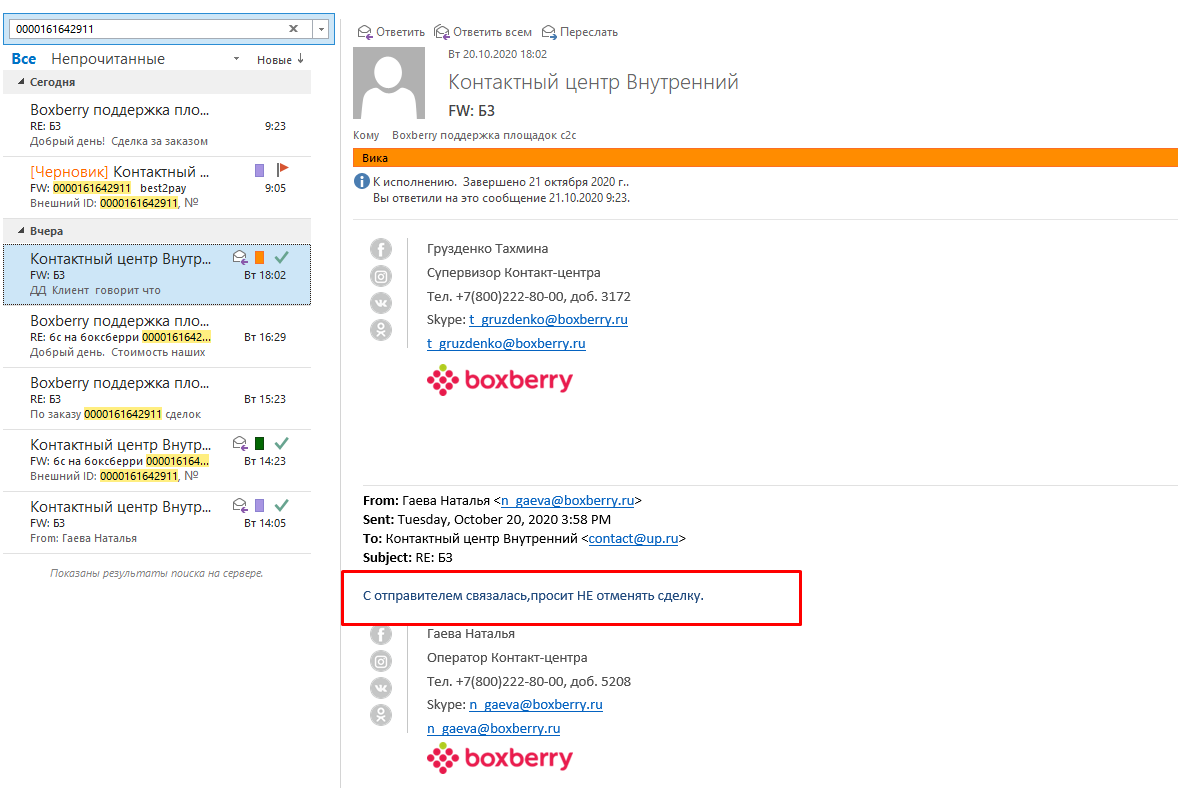 0000161642911
Все Непрочитанные Новые ↓
Сегодня
Boxberry поддержка пло...
RE: БЗ 9:23
Добрый день! Сделка за заказом
[Черновик] Контактный ...
FW: 0000161642911 best2pay 9:05
Внешний ID: 0000161642911, №
Вчера
Контактный центр Внутр...
FW: БЗ Вт 18:02
ДД Клиент говорит что
Boxberry поддержка пло...
RE: бс на боксберри 000016164... Вт 16:29
Добрый день. Стоимость наших
Boxberry поддержка пло...
RE: БЗ Вт 15:23
По заказу 0000161642911 сделок
Контактный центр Внутр...
FW: бс на боксберри 000016164... Вт 14:23
Внешний ID: 0000161642911, №
Контактный центр Внутр...
FW: БЗ Вт 14:05
From: Гаева Наталья
Показаны результаты поиска на сервере.
Ответить Ответить всем Переслать
Вт 20.10.2020 18:02
Контактный центр Внутренний
FW: БЗ
Кому Boxberry поддержка площадок c2c
Вика
К исполнению. Завершено 21 октября 2020 г..
Вы ответили на это сообщение 21.10.2020 9:23.
Грузденко Тахмина
Супервизор Контакт-центра
Тел. +7(800)222-80-00, доб. 3172
Skype: t_gruzdenko@boxberry.ru
t_gruzdenko@boxberry.ru
boxberry
From: Гаева Наталья <n_gaeva@boxberry.ru>
Sent: Tuesday, October 20, 2020 3:58 PM
To: Контактный центр Внутренний <contact@up.ru>
Subject: RE: БЗ
С отправителем связалась,просит НЕ отменять сделку.
Гаева Наталья
Оператор Контакт-центра
Тел. +7(800)222-80-00, доб. 5208
Skype: n_gaeva@boxberry.ru
n_gaeva@boxberry.ru
boxberry